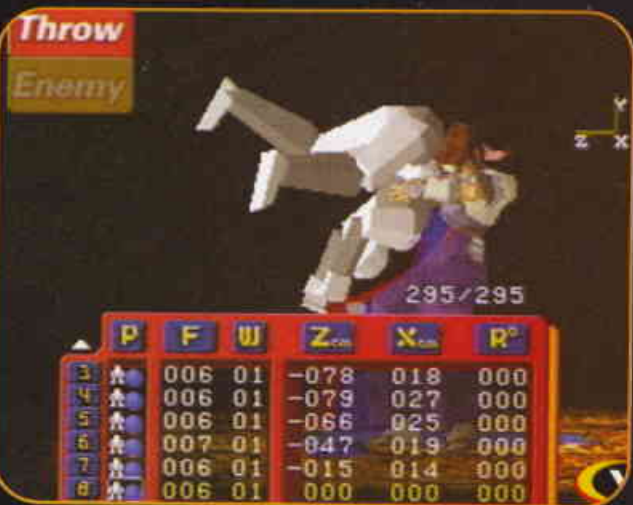 Throw
Enemy
Y
Z X
295/295
P F W Zcm Xcm R°
3 006 01 -078 018 000
4 006 01 -079 027 000
5 006 01 -066 025 000
6 007 01 -047 019 000
7 006 01 -015 014 000
8 006 01 000 000 000